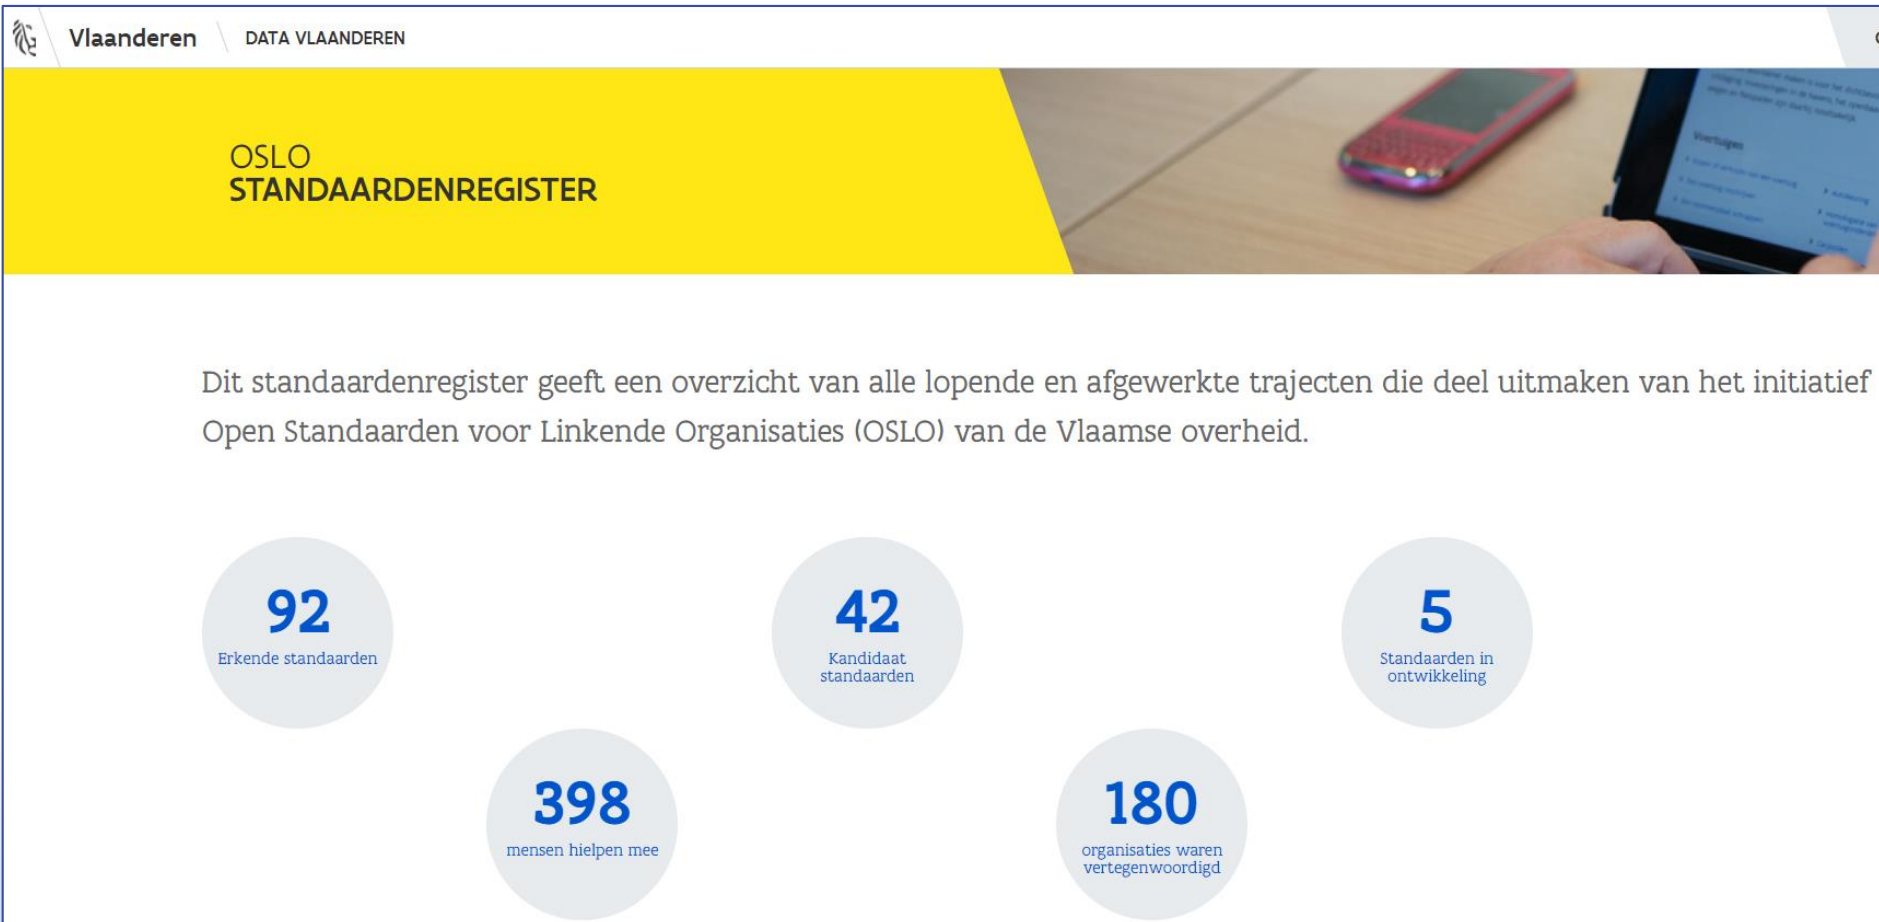 Vlaanderen DATA VLAANDEREN
OSLO
STANDAARDENREGISTER
Voertuigen
Dit standaardenregister geeft een overzicht van alle lopende en afgewerkte trajecten die deel uitmaken van het initiatief
Open Standaarden voor Linkende Organisaties (OSLO) van de Vlaamse overheid.
92
Erkende standaarden
42
Kandidaat
standaarden
5
Standaarden in
ontwikkeling
398
mensen hielpen mee
180
organisaties waren
vertegenwoordigd